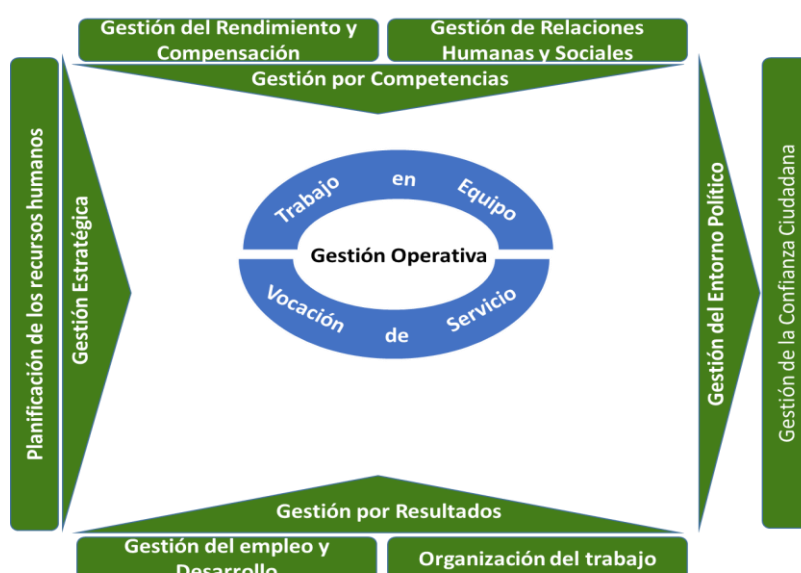 Gestión del Rendimiento y
Compensación
Gestión de Relaciones
Humanas y Sociales
Gestión por Competencias
Planificación de los recursos humanos
Gestión Estratégica
Trabajo en Equipo
Gestión Operativa
Vocación de Servicio
Gestión del Entorno Político
Gestión de la Confianza Ciudadana
Gestión por Resultados
Gestión del empleo y
Desarrollo
Organización del trabajo